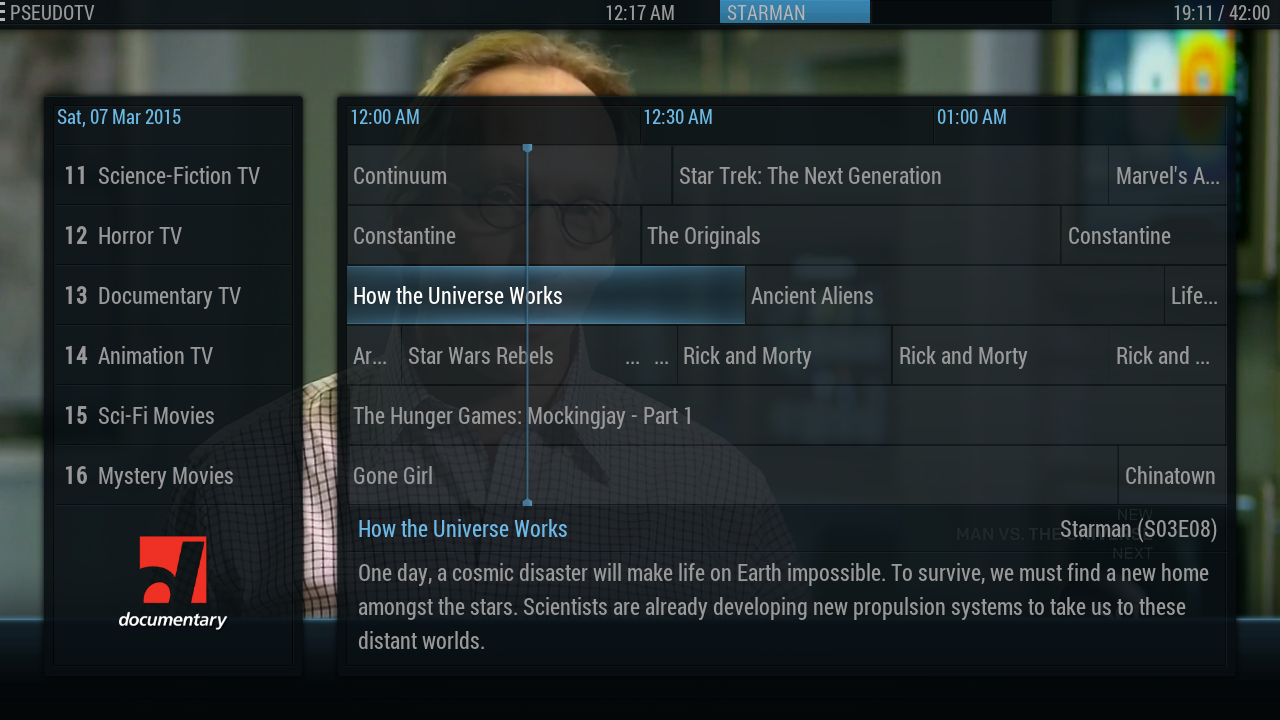 PSEUDOTV 12:17 AM STARMAN 19:11 / 42:00
Sat, 07 Mar 2015 12:00 AM 12:30 AM 01:00 AM
11 Science-Fiction TV Continuum Star Trek: The Next Generation Marvel's A...
12 Horror TV Constantine The Originals Constantine
13 Documentary TV How the Universe Works Ancient Aliens Life...
14 Animation TV Ar... Star Wars Rebels ... ... Rick and Morty Rick and Morty Rick and ...
15 Sci-Fi Movies The Hunger Games: Mockingjay - Part 1
16 Mystery Movies Gone Girl Chinatown
NEW
How the Universe Works Starman (S03E08)
MAN VS. THE UNIVERSE
NEXT
One day, a cosmic disaster will make life on Earth impossible. To survive, we must find a new home
amongst the stars. Scientists are already developing new propulsion systems to take us to these
distant worlds.
documentary